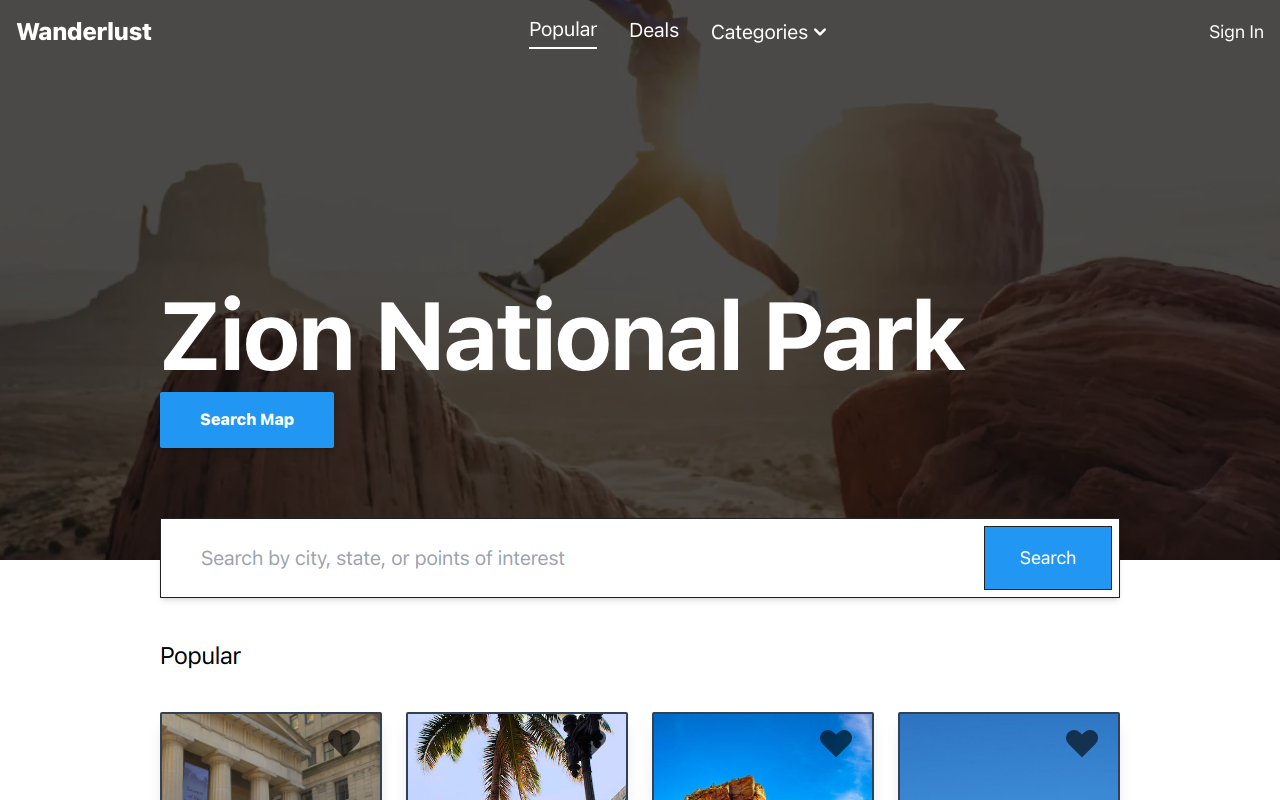 Wanderlust
Popular
Deals
Categories
Sign In
Zion National Park
Search Map
Search by city, state, or points of interest
Search
Popular